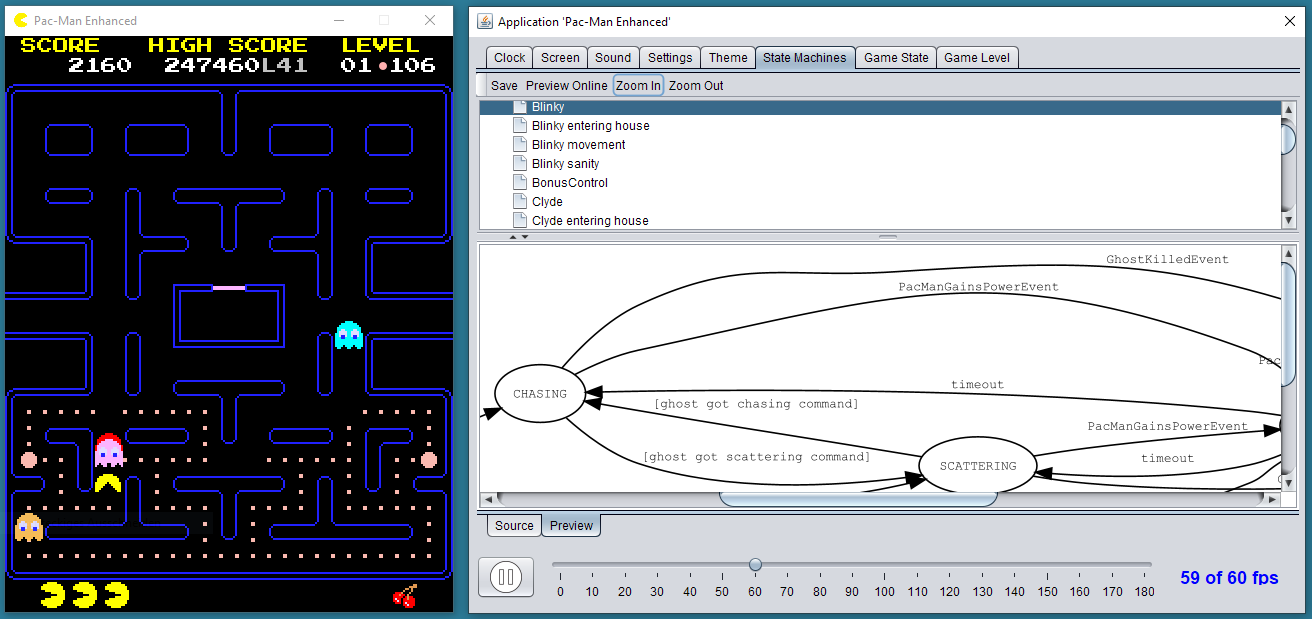 Pac-Man Enhanced
SCORE HIGH SCORE LEVEL
2160 247460L41 01 106
Application 'Pac-Man Enhanced'
Clock Screen Sound Settings Theme State Machines Game State Game Level
Save Preview Online Zoom In Zoom Out
Blinky
Blinky entering house
Blinky movement
Blinky sanity
BonusControl
Clyde
Clyde entering house
GhostKilledEvent
PacManGainsPowerEvent
Pac
timeout
CHASING
[ghost got chasing command]
PacManGainsPowerEvent
[ghost got scattering command]
timeout
SCATTERING
Source Preview
0 10 20 30 40 50 60 70 80 90 100 110 120 130 140 150 160 170 180
59 of 60 fps